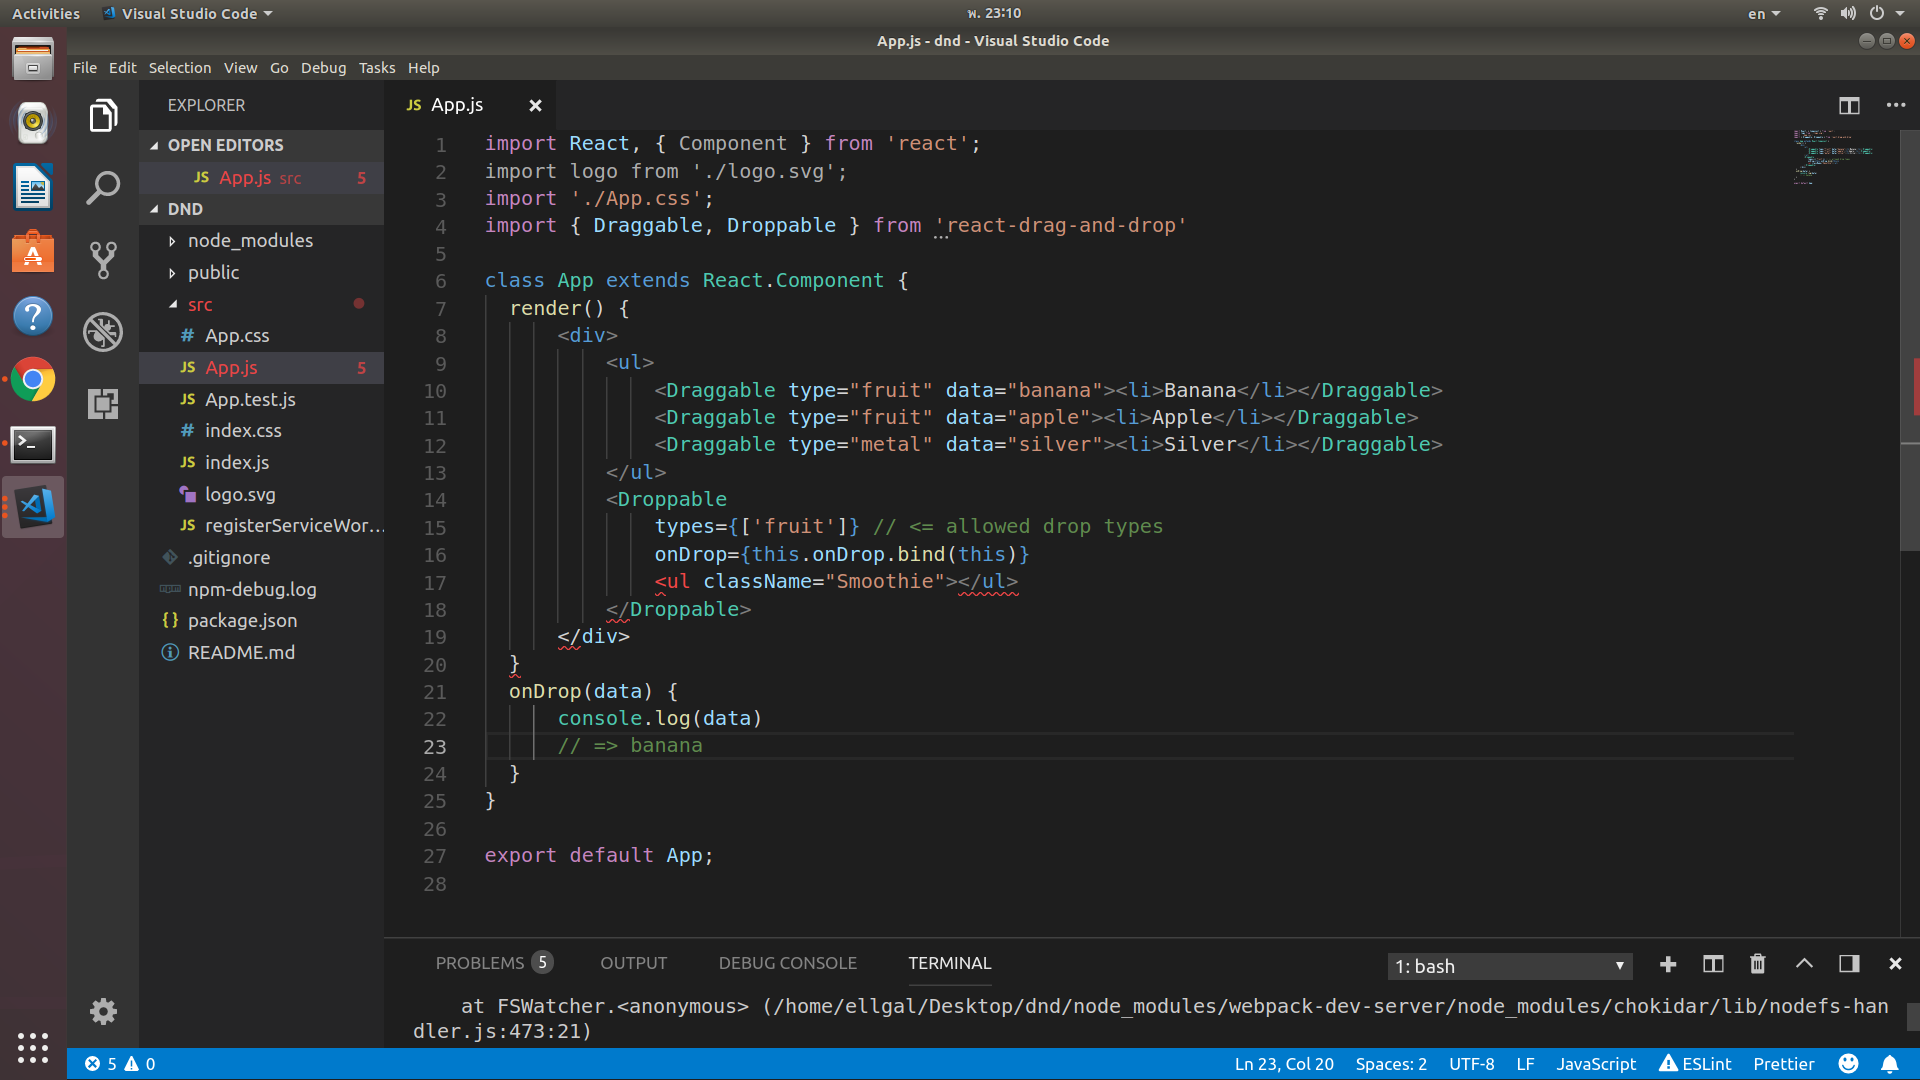 Activities
Visual Studio Code
พ. 23:10
en
App.js - dnd - Visual Studio Code
File Edit Selection View Go Debug Tasks Help
EXPLORER
OPEN EDITORS
JS App.js src 5
DND
node_modules
public
src
# App.css
JS App.js 5
JS App.test.js
# index.css
JS index.js
logo.svg
JS registerServiceWor...
.gitignore
npm-debug.log
{} package.json
README.md
JS App.js
1 import React, { Component } from 'react';
2 import logo from './logo.svg';
3 import './App.css';
4 import { Draggable, Droppable } from 'react-drag-and-drop'
5
6 class App extends React.Component {
7 render() {
8 <div>
9 <ul>
10 <Draggable type="fruit" data="banana"><li>Banana</li></Draggable>
11 <Draggable type="fruit" data="apple"><li>Apple</li></Draggable>
12 <Draggable type="metal" data="silver"><li>Silver</li></Draggable>
13 </ul>
14 <Droppable
15 types={['fruit']} // <= allowed drop types
16 onDrop={this.onDrop.bind(this)}
17 <ul className="Smoothie"></ul>
18 </Droppable>
19 </div>
20 }
21 onDrop(data) {
22 console.log(data)
23 // => banana
24 }
25 }
26
27 export default App;
28
PROBLEMS 5 OUTPUT DEBUG CONSOLE TERMINAL
1: bash
at FSWatcher.<anonymous> (/home/ellgal/Desktop/dnd/node_modules/webpack-dev-server/node_modules/chokidar/lib/nodefs-han
dler.js:473:21)
5 0
Ln 23, Col 20 Spaces: 2 UTF-8 LF JavaScript ESLint Prettier